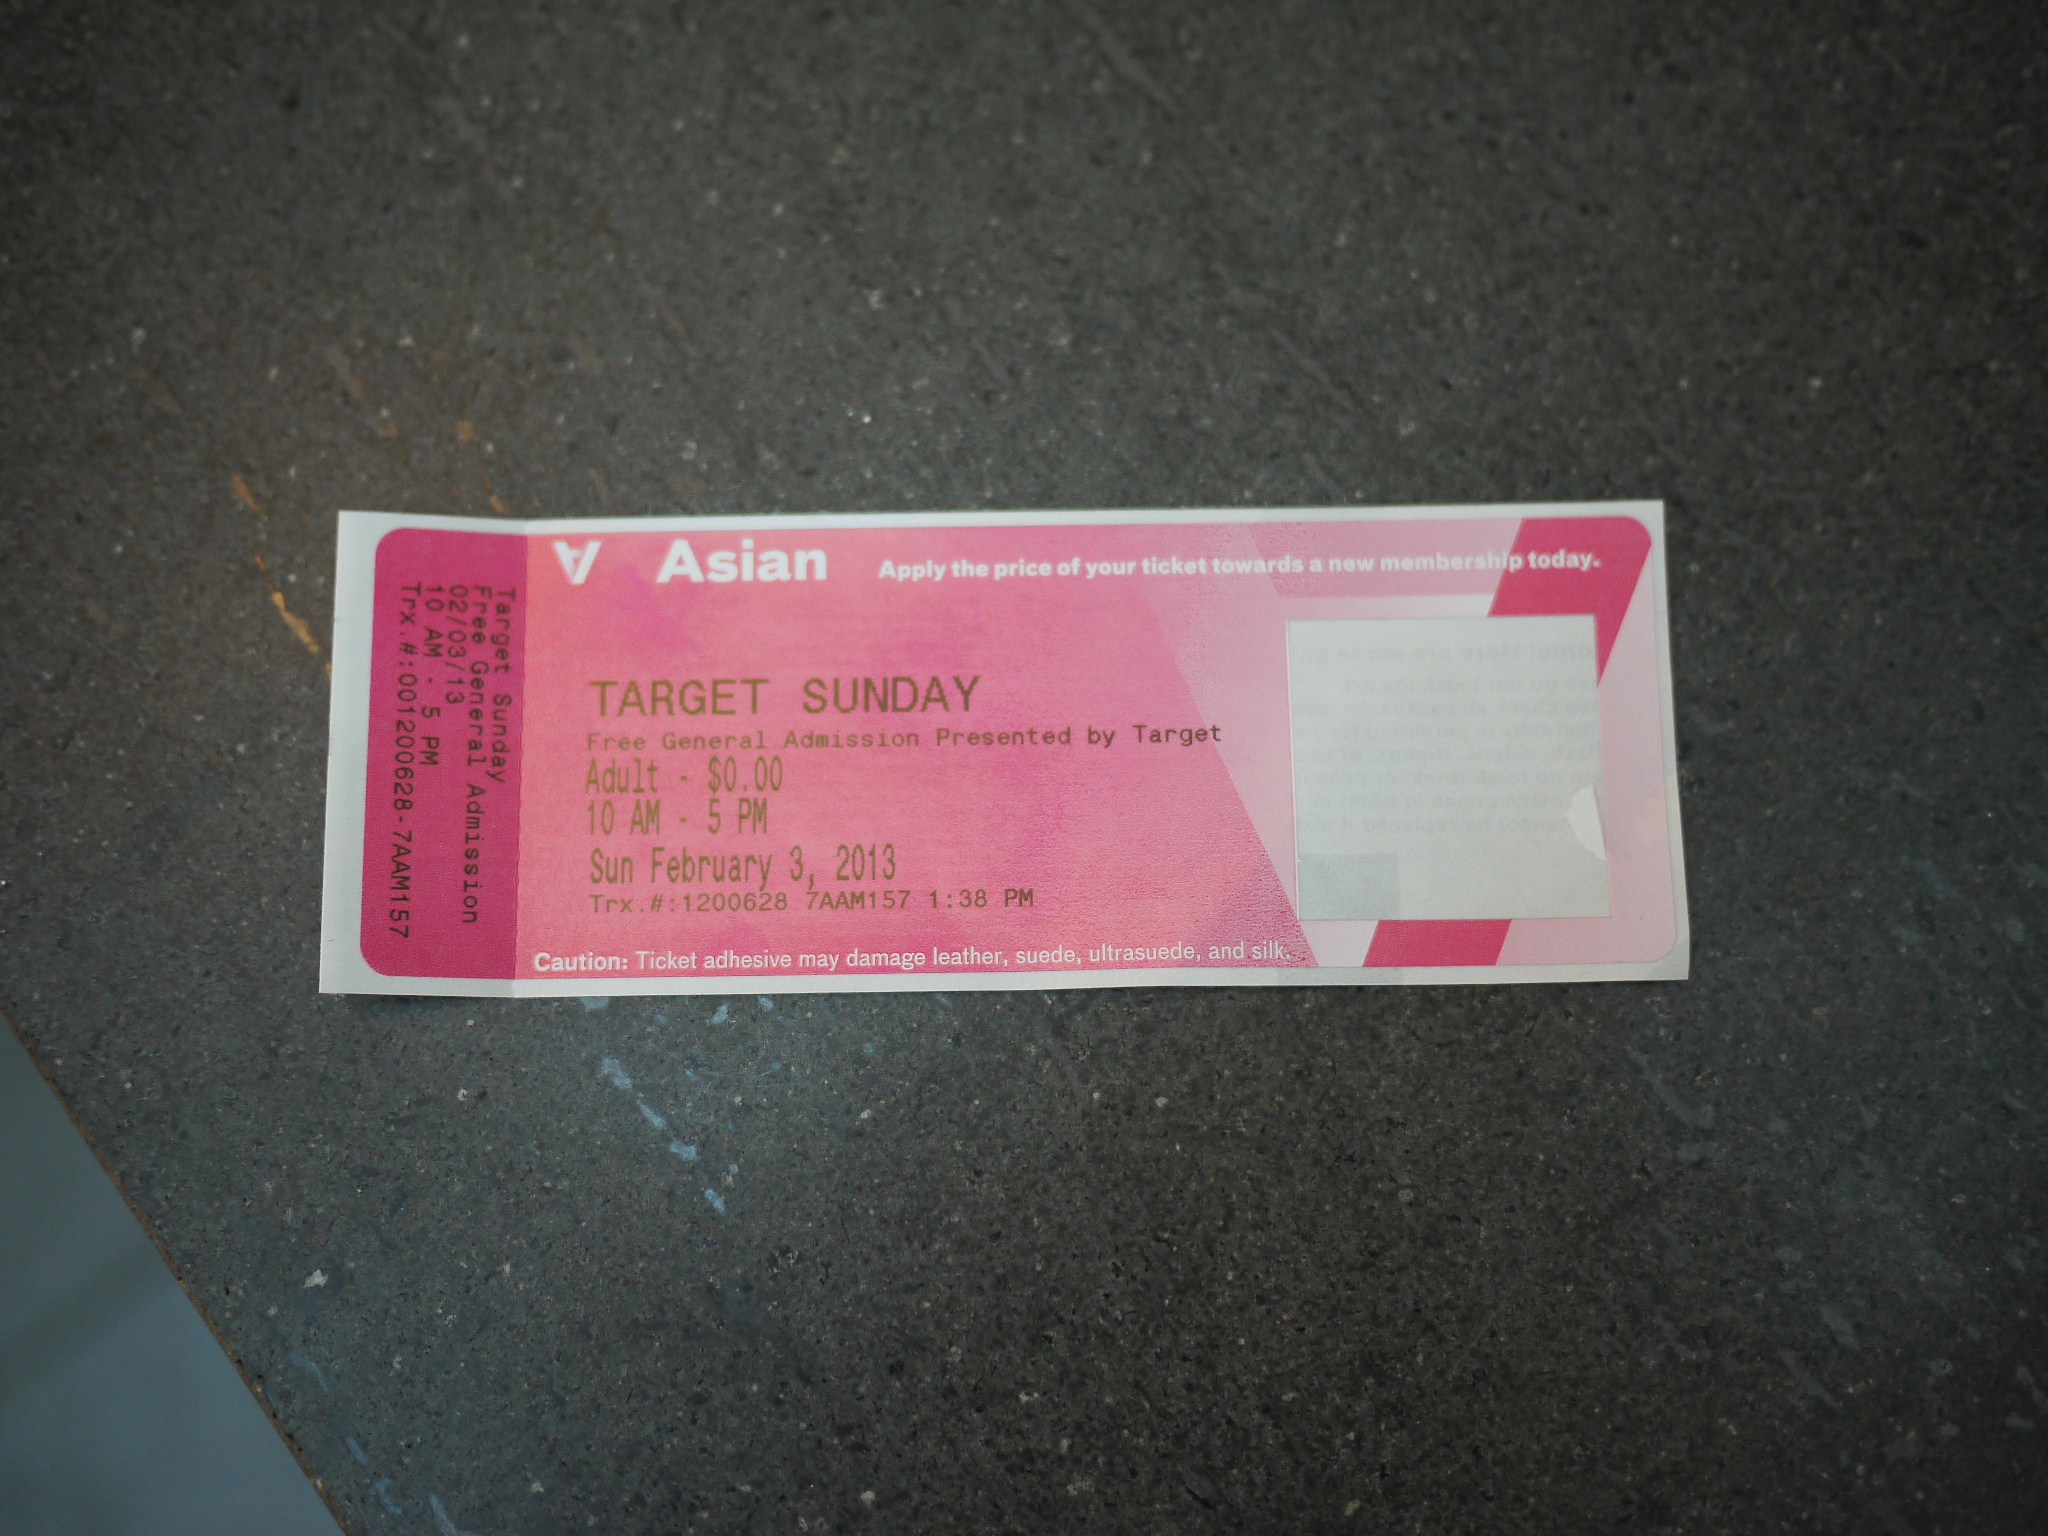 Target Sunday
Free General Admission
02/03/13
10 AM - 5 PM
Trx.#:001200628-7AAM157
Asian
Apply the price of your ticket towards a new membership today.
TARGET SUNDAY
Free General Admission Presented by Target
Adult - $0.00
10 AM - 5 PM
Sun February 3, 2013
Trx.#:1200628 7AAM157 1:38 PM
Caution: Ticket adhesive may damage leather, suede, ultrasuede, and silk.